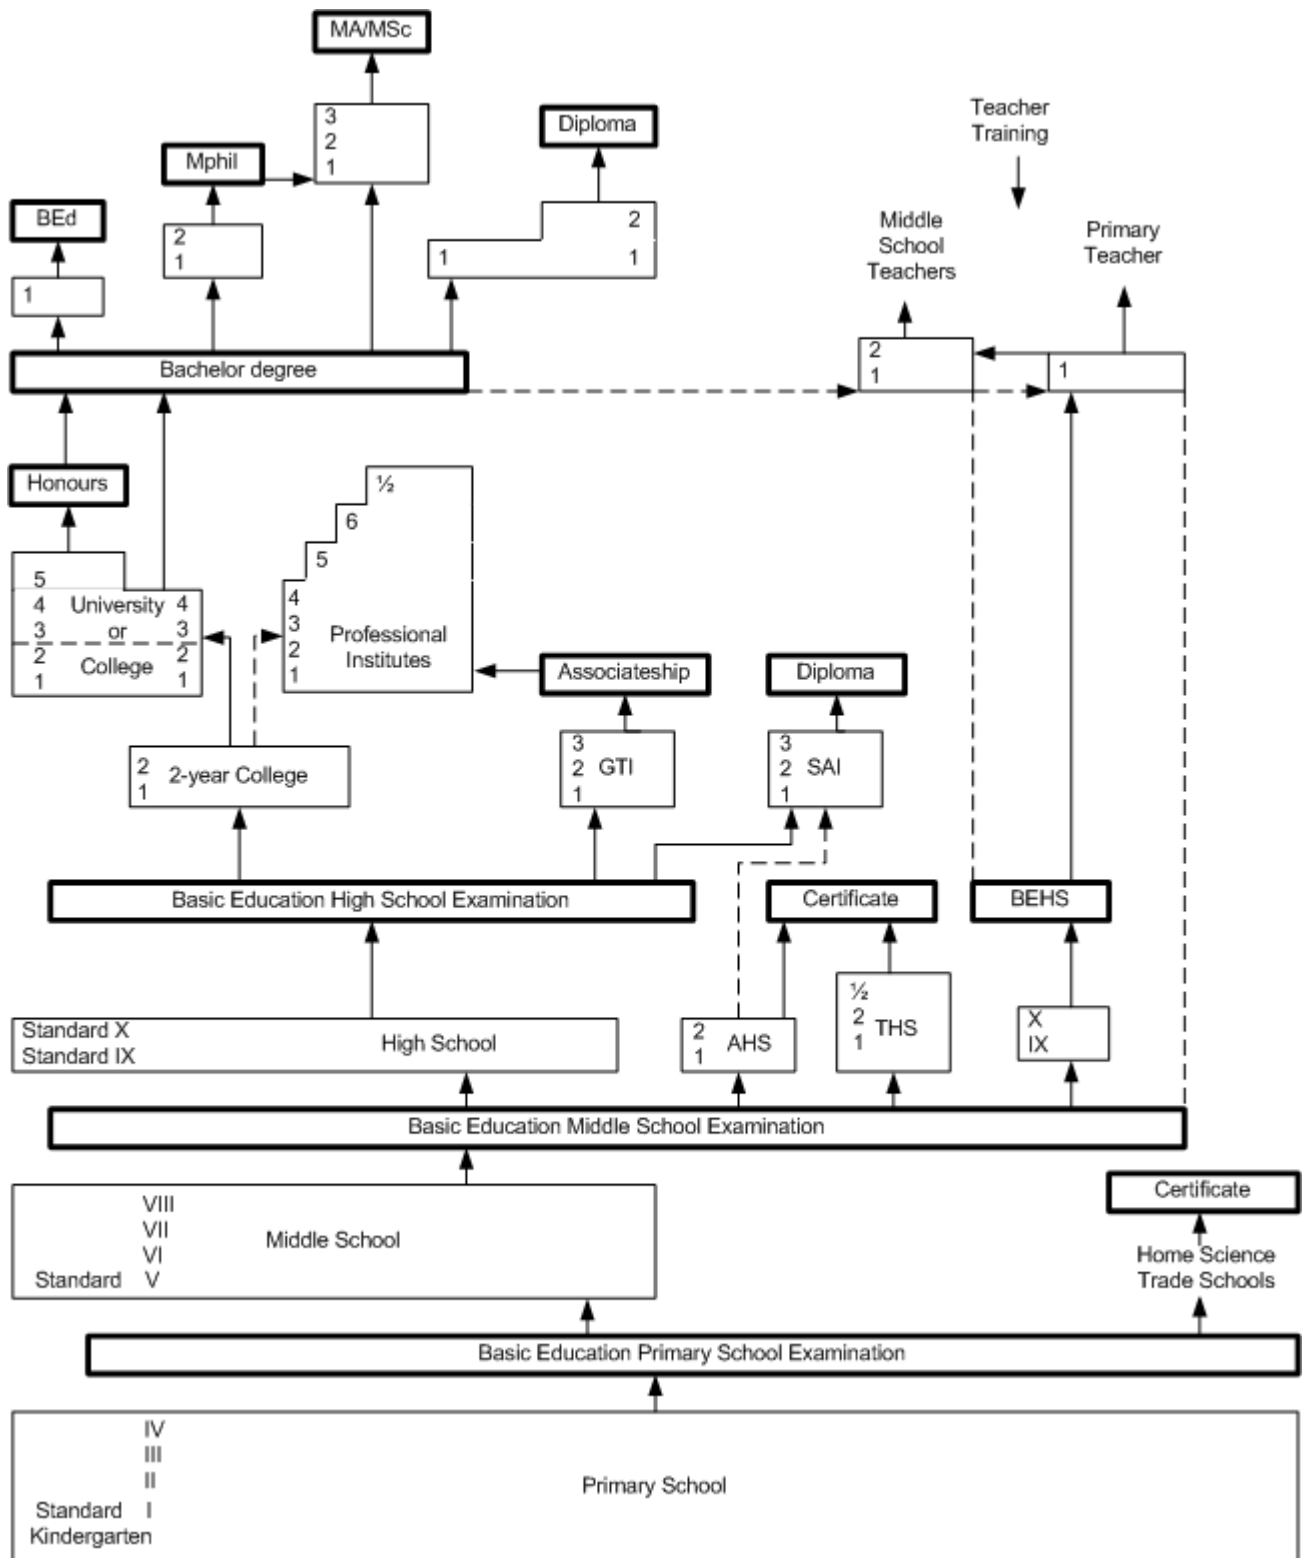 MA/MSc
3
2
1
Diploma
Teacher
Training
Mphil
BEd
2
1
2
1
1
Middle
School
Teachers
Primary
Teacher
1
Bachelor degree
2
1
1
Honours
½
6
5
5
4
3
2
1
University
or
College
4
3
2
1
4
3
2
1
Professional
Institutes
Associateship
Diploma
2
1
2-year College
3
2
1
GTI
3
2
1
SAI
Basic Education High School Examination
Certificate
BEHS
Standard X
Standard IX
High School
2
1
AHS
½
2
1
THS
X
IX
Basic Education Middle School Examination
VIII
VII
VI
Standard V
Middle School
Certificate
Home Science
Trade Schools
Basic Education Primary School Examination
IV
III
II
Standard I
Kindergarten
Primary School